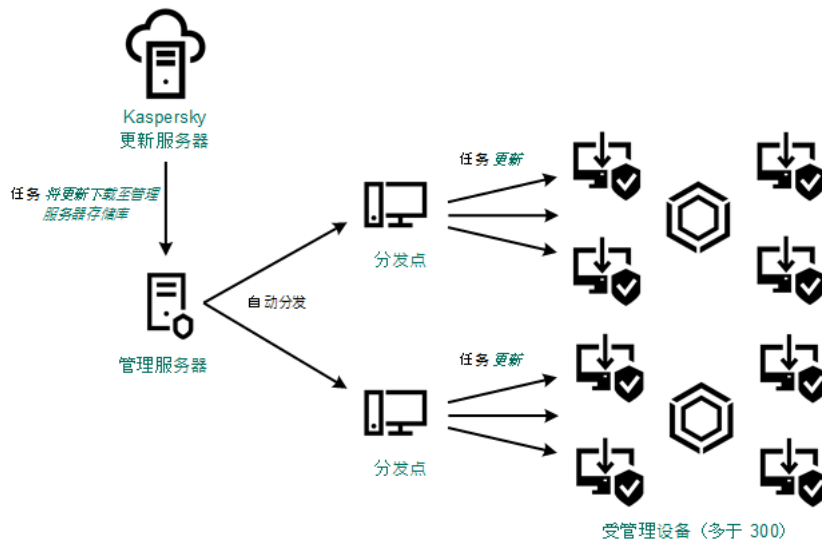 Kaspersky
更新服务器
任务 将更新下载至管理
服务器存储库
任务 更新
分发点
自动分发
管理服务器
任务 更新
分发点
受管理设备（多于 300）